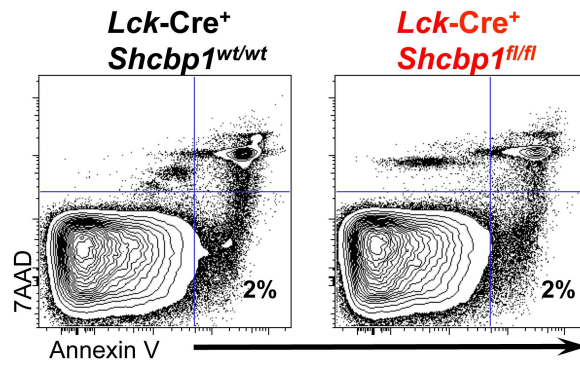 Lck-Cre+
Shcbp1wt/wt
Lck-Cre+
Shcbp1fl/fl
7AAD
2%
2%
Annexin V